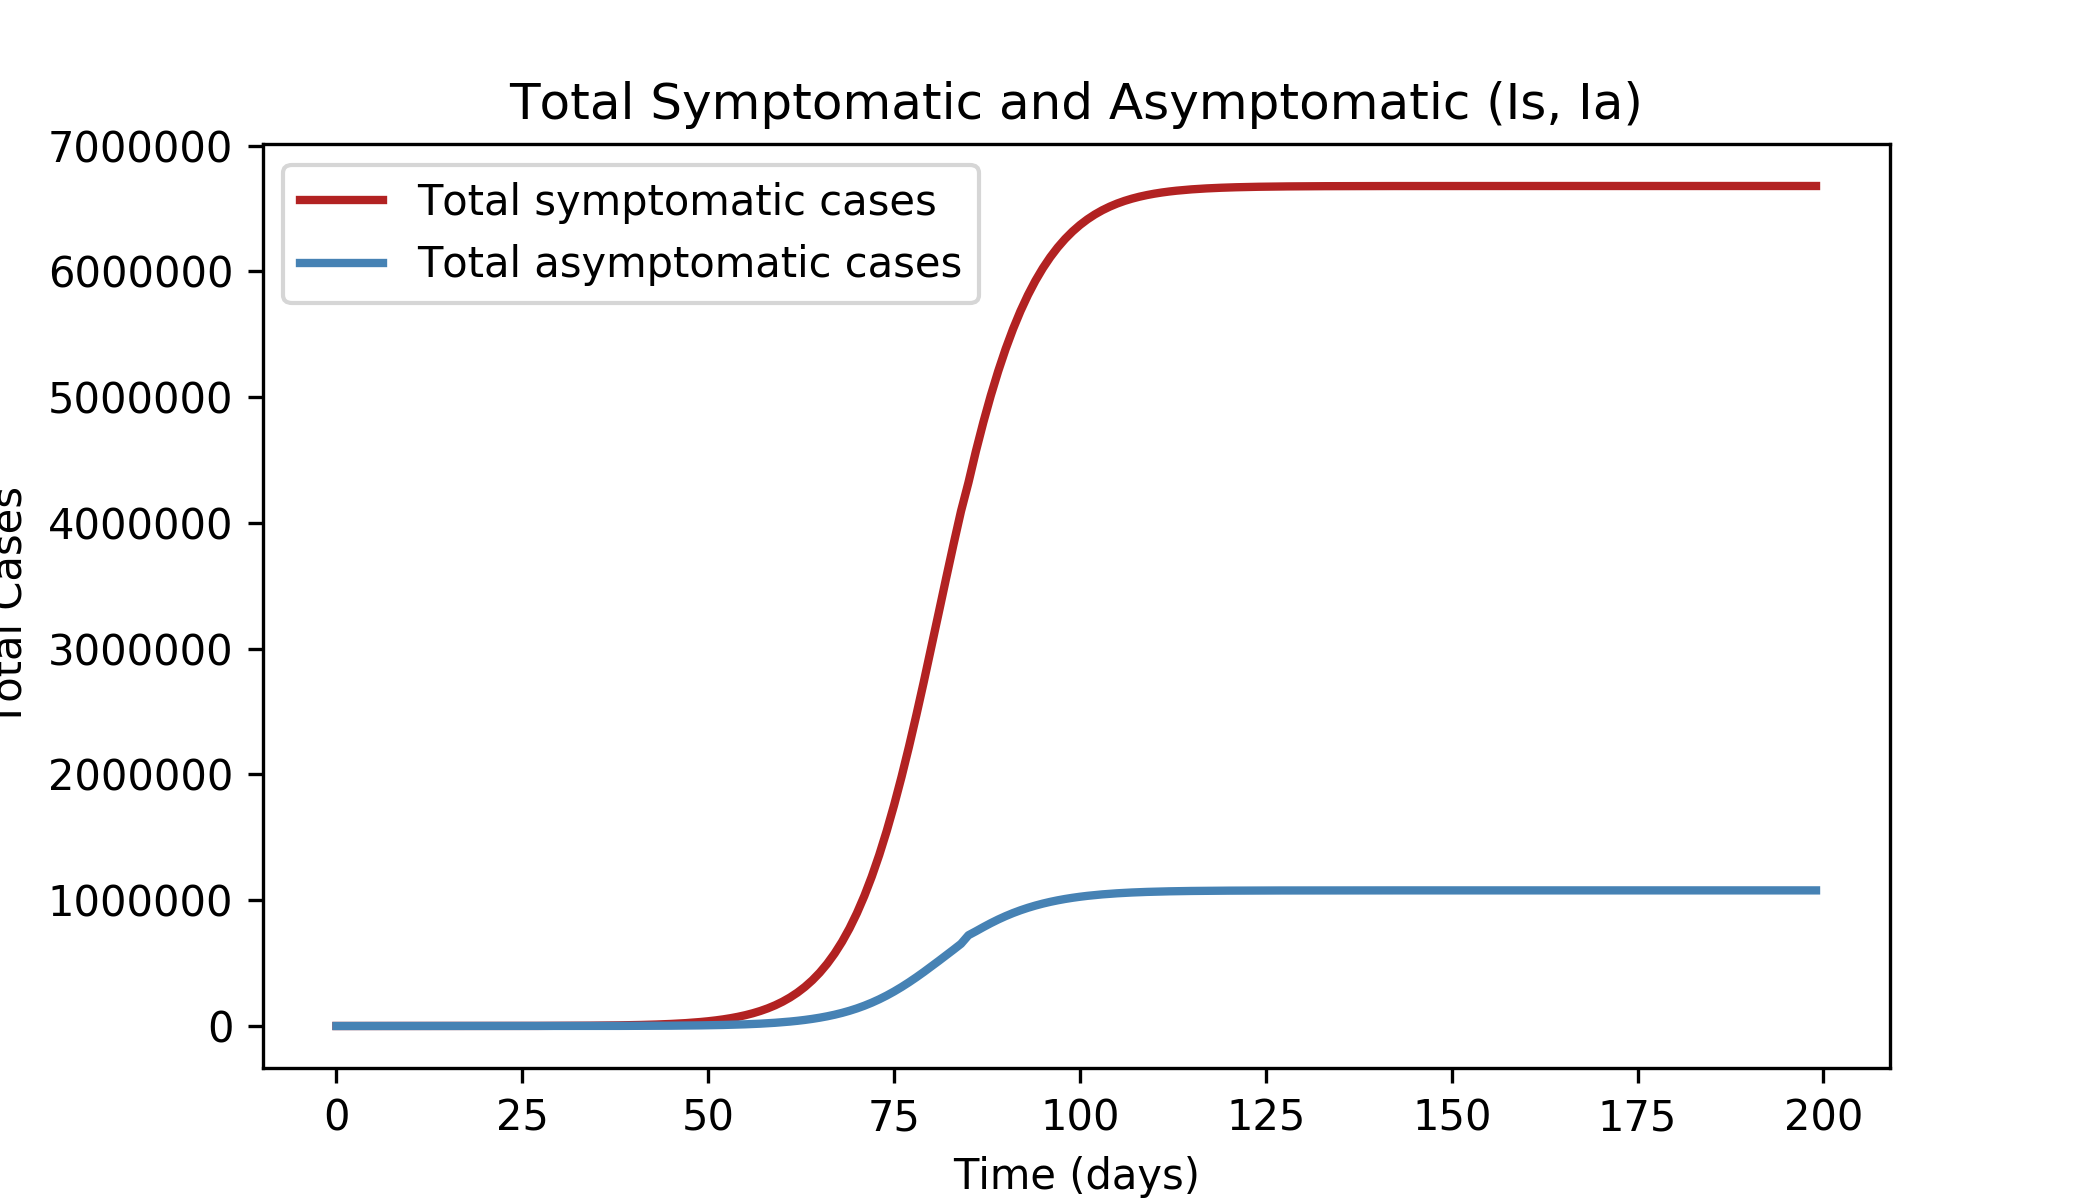 Total Symptomatic and Asymptomatic (Is, Ia)
7000000
6000000
5000000
4000000
3000000
2000000
1000000
0
Total symptomatic cases
Total asymptomatic cases
Total Cases
0 25 50 75 100 125 150 175 200
Time (days)